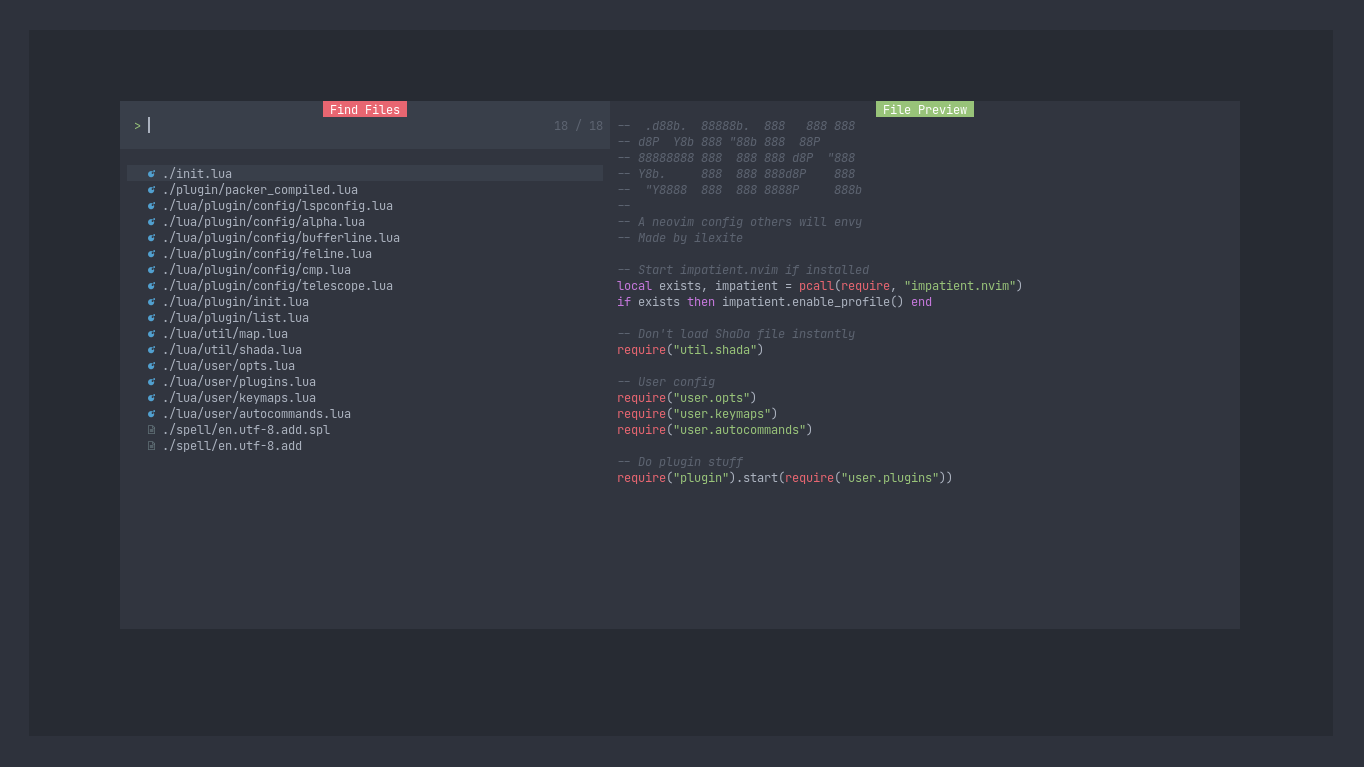 Find Files
> 18 / 18
./init.lua
./plugin/packer_compiled.lua
./lua/plugin/config/lspconfig.lua
./lua/plugin/config/alpha.lua
./lua/plugin/config/bufferline.lua
./lua/plugin/config/feline.lua
./lua/plugin/config/cmp.lua
./lua/plugin/config/telescope.lua
./lua/plugin/init.lua
./lua/plugin/list.lua
./lua/util/map.lua
./lua/util/shada.lua
./lua/user/opts.lua
./lua/user/plugins.lua
./lua/user/keymaps.lua
./lua/user/autocommands.lua
./spell/en.utf-8.add.spl
./spell/en.utf-8.add
File Preview
--  .d88b.  88888b.  888   888 888
-- d8P  Y8b 888 "88b 888  88P
-- 88888888 888  888 888 d8P  "888
-- Y8b.     888  888 888d8P    888
--  "Y8888  888  888 8888P     888b
--
-- A neovim config others will envy
-- Made by ilexite
-- Start impatient.nvim if installed
local exists, impatient = pcall(require, "impatient.nvim")
if exists then impatient.enable_profile() end
-- Don't load ShaDa file instantly
require("util.shada")
-- User config
require("user.opts")
require("user.keymaps")
require("user.autocommands")
-- Do plugin stuff
require("plugin").start(require("user.plugins"))